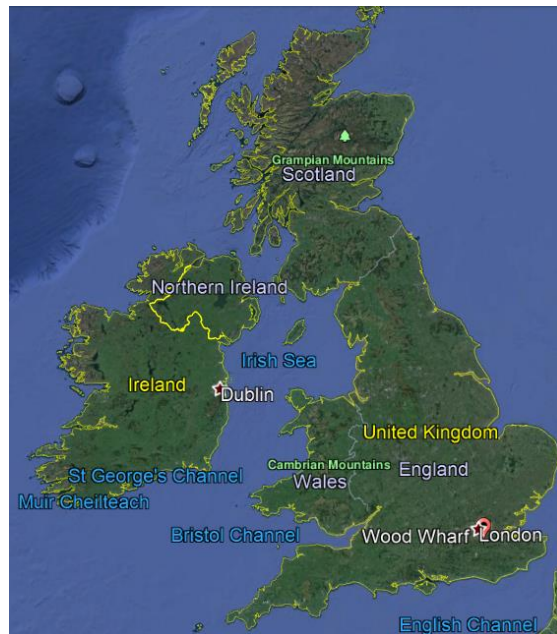 Grampian Mountains
Scotland
Northern Ireland
Irish Sea
Ireland
Dublin
United Kingdom
Cambrian Mountains
England
St George's Channel
Wales
Muir Cheilteach
Bristol Channel
Wood Wharf
London
English Channel